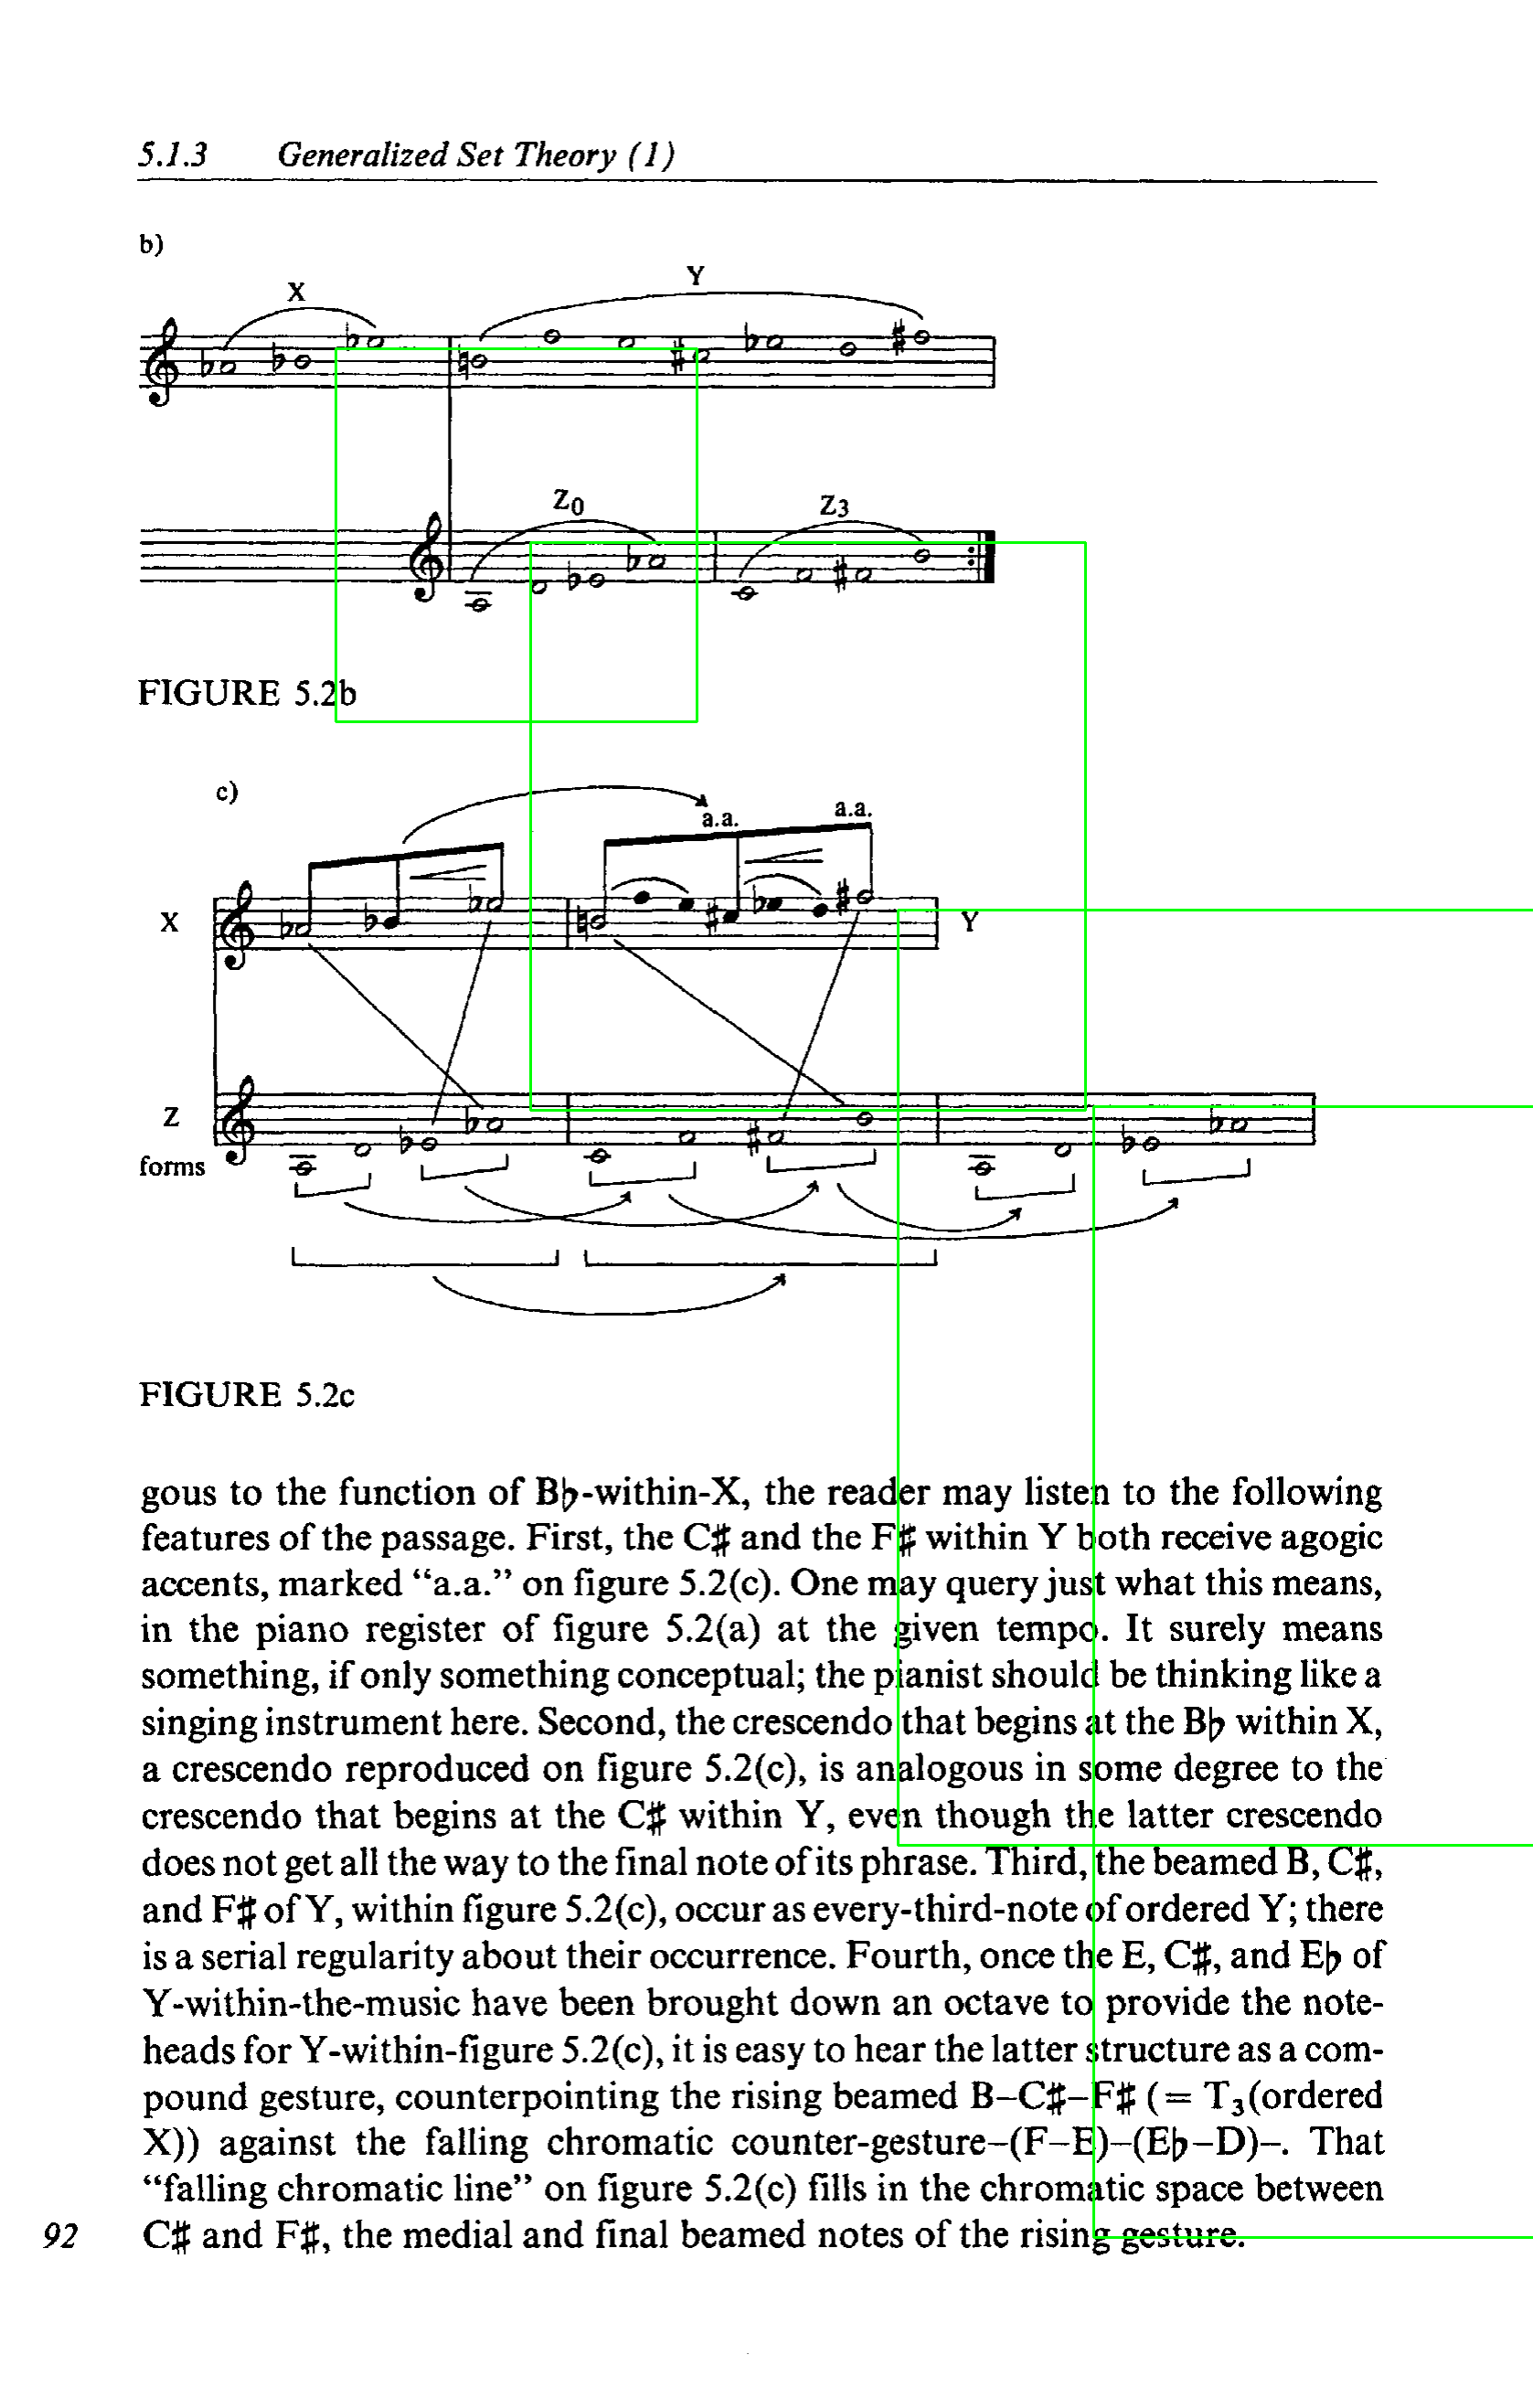 5.1.3 Generalized Set Theory (1)
b)
X
Y
Z0
Z3
FIGURE 5.2b
c)
a.a.
a.a.
X
Y
Z
forms
FIGURE 5.2c
gous to the function of B♭-within-X, the reader may listen to the following
features of the passage. First, the C♯ and the F♯ within Y both receive agogic
accents, marked “a.a.” on figure 5.2(c). One may query just what this means,
in the piano register of figure 5.2(a) at the given tempo. It surely means
something, if only something conceptual; the pianist should be thinking like a
singing instrument here. Second, the crescendo that begins at the B♭ within X,
a crescendo reproduced on figure 5.2(c), is analogous in some degree to the
crescendo that begins at the C♯ within Y, even though the latter crescendo
does not get all the way to the final note of its phrase. Third, the beamed B, C♯,
and F♯ of Y, within figure 5.2(c), occur as every-third-note of ordered Y; there
is a serial regularity about their occurrence. Fourth, once the E, C♯, and E♭ of
Y-within-the-music have been brought down an octave to provide the note-
heads for Y-within-figure 5.2(c), it is easy to hear the latter structure as a com-
pound gesture, counterpointing the rising beamed B–C♯–F♯ (= T₃(ordered
X)) against the falling chromatic counter-gesture–(F–E)–(E♭–D)–. That
“falling chromatic line” on figure 5.2(c) fills in the chromatic space between
92 C♯ and F♯, the medial and final beamed notes of the rising gesture.